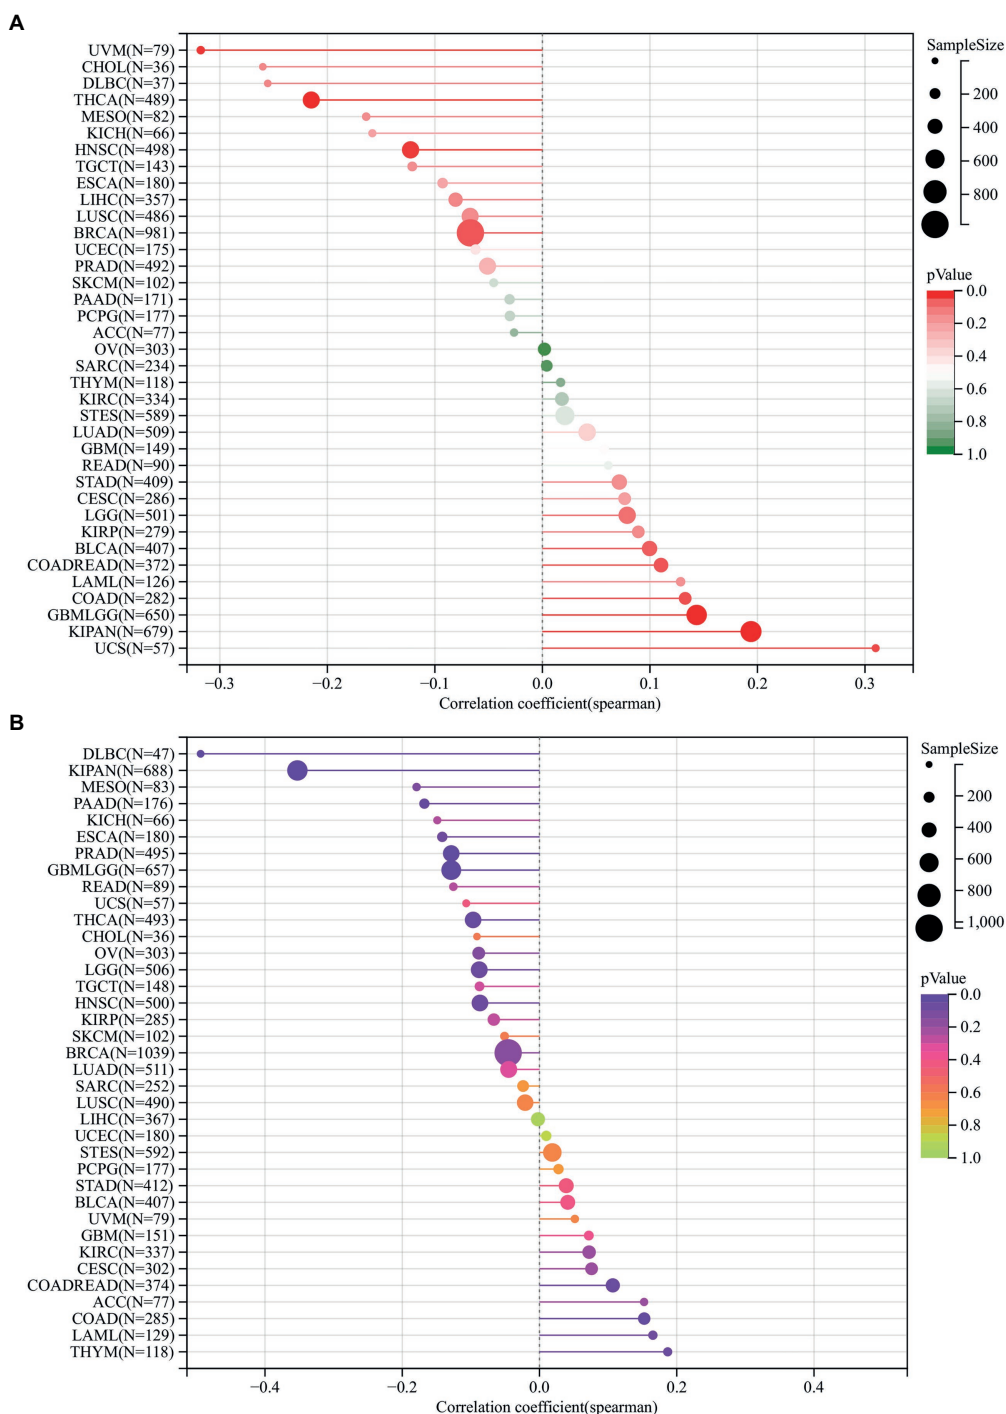 A
UVM(N=79)
CHOL(N=36)
DLBC(N=37)
THCA(N=489)
MESO(N=82)
KICH(N=66)
HNSC(N=498)
TGCT(N=143)
ESCA(N=180)
LIHC(N=357)
LUSC(N=486)
BRCA(N=981)
UCEC(N=175)
PRAD(N=492)
SKCM(N=102)
PAAD(N=171)
PCPG(N=177)
ACC(N=77)
OV(N=303)
SARC(N=234)
THYM(N=118)
KIRC(N=334)
STES(N=589)
LUAD(N=509)
GBM(N=149)
READ(N=90)
STAD(N=409)
CESC(N=286)
LGG(N=501)
KIRP(N=279)
BLCA(N=407)
COADREAD(N=372)
LAML(N=126)
COAD(N=282)
GBMLGG(N=650)
KIPAN(N=679)
UCS(N=57)
−0.3 −0.2 −0.1 0.0 0.1 0.2 0.3
Correlation coefficient(spearman)
SampleSize
200
400
600
800
pValue
0.0
0.2
0.4
0.6
0.8
1.0
B
DLBC(N=47)
KIPAN(N=688)
MESO(N=83)
PAAD(N=176)
KICH(N=66)
ESCA(N=180)
PRAD(N=495)
GBMLGG(N=657)
READ(N=89)
UCS(N=57)
THCA(N=493)
CHOL(N=36)
OV(N=303)
LGG(N=506)
TGCT(N=148)
HNSC(N=500)
KIRP(N=285)
SKCM(N=102)
BRCA(N=1039)
LUAD(N=511)
SARC(N=252)
LUSC(N=490)
LIHC(N=367)
UCEC(N=180)
STES(N=592)
PCPG(N=177)
STAD(N=412)
BLCA(N=407)
UVM(N=79)
GBM(N=151)
KIRC(N=337)
CESC(N=302)
COADREAD(N=374)
ACC(N=77)
COAD(N=285)
LAML(N=129)
THYM(N=118)
−0.4 −0.2 0.0 0.2 0.4
Correlation coefficient(spearman)
SampleSize
200
400
600
800
1,000
pValue
0.0
0.2
0.4
0.6
0.8
1.0